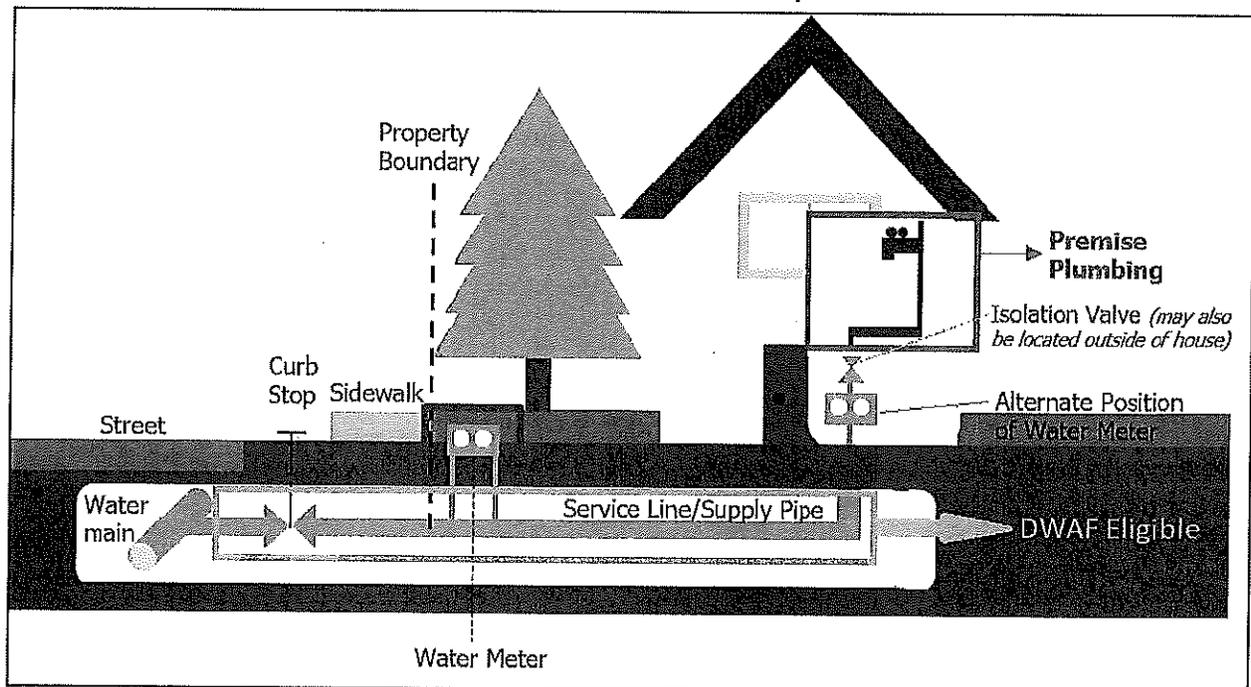 Property
Boundary
Premise
Plumbing
Isolation Valve (may also
be located outside of house)
Curb
Stop
Sidewalk
Alternate Position
of Water Meter
Street
Water
main
Service Line/Supply Pipe
DWAF Eligible
Water Meter